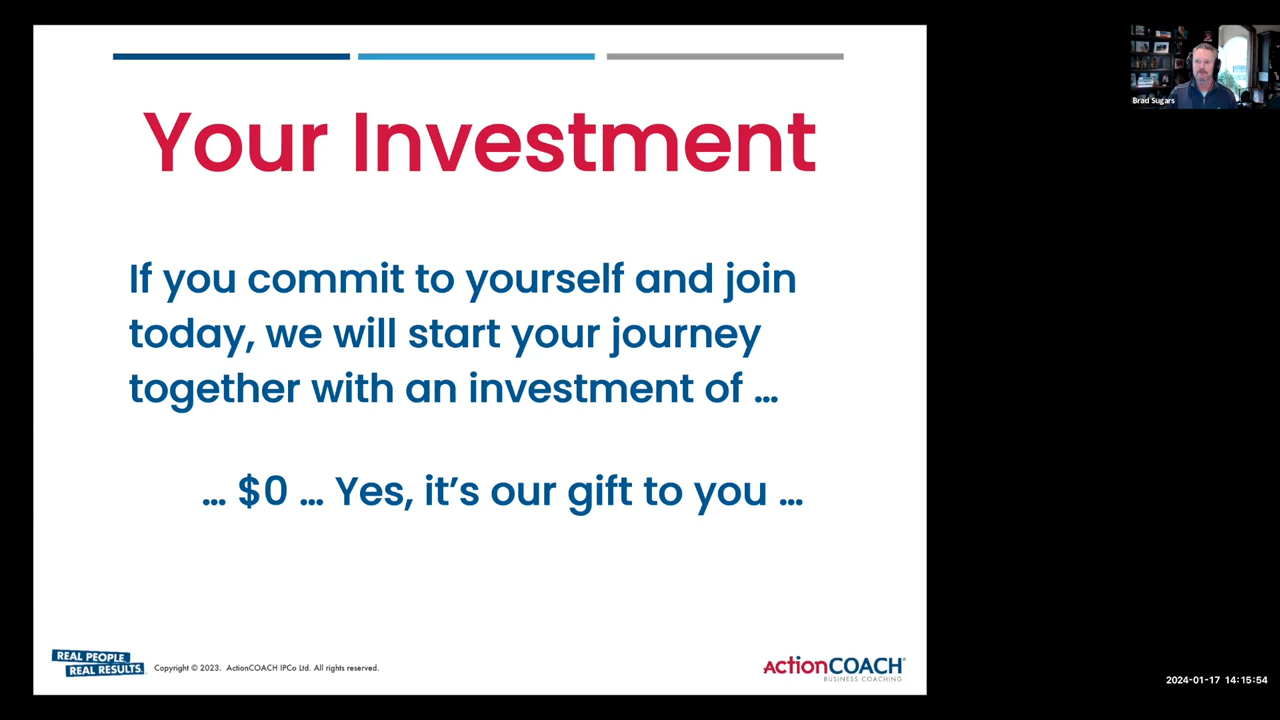 Your Investment
If you commit to yourself and join
today, we will start your journey
together with an investment of ...
... $0 ... Yes, it’s our gift to you ...
REAL PEOPLE.
REAL RESULTS.
Copyright © 2023. ActionCOACH IPCo Ltd. All rights reserved.
actionCOACH®
BUSINESS COACHING
Brad Sugars
2024-01-17 14:15:54